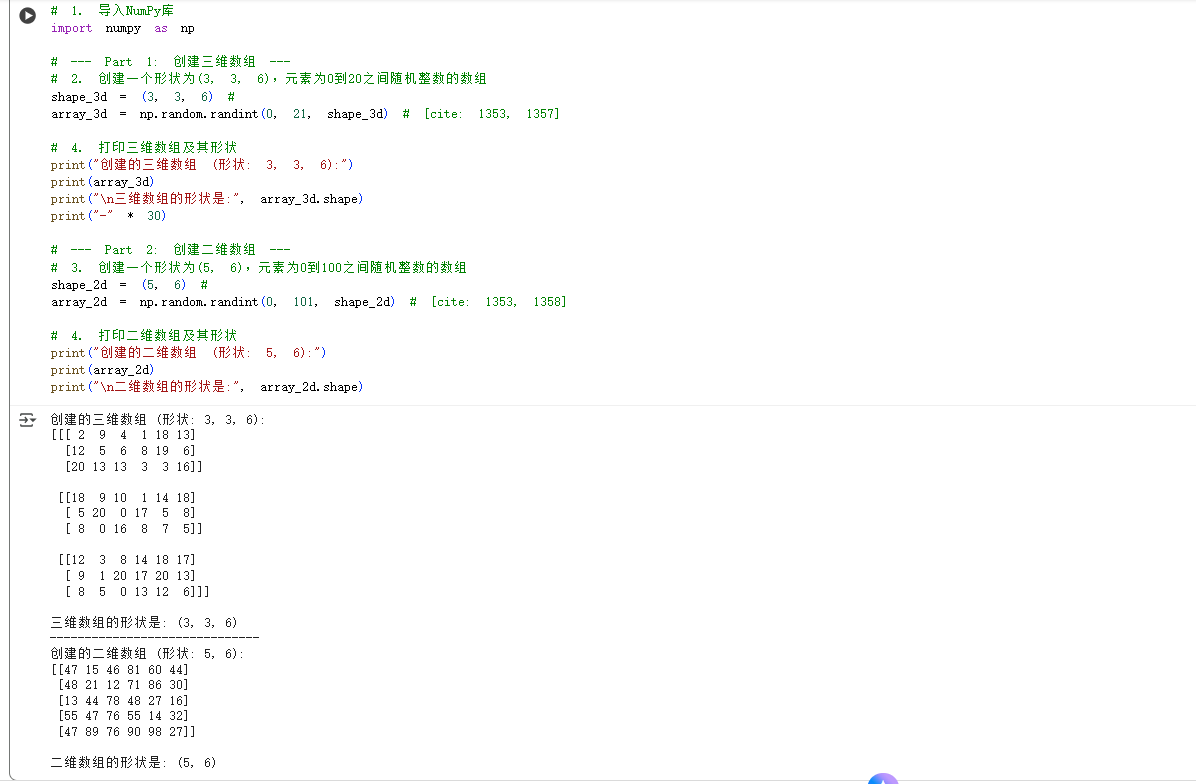 # 1. 导入NumPy库
import numpy as np
# --- Part 1: 创建三维数组 ---
# 2. 创建一个形状为(3, 3, 6)，元素为0到20之间随机整数的数组
shape_3d = (3, 3, 6) #
array_3d = np.random.randint(0, 21, shape_3d) # [cite: 1353, 1357]
# 4. 打印三维数组及其形状
print("创建的三维数组 (形状: 3, 3, 6):")
print(array_3d)
print("\n三维数组的形状是:", array_3d.shape)
print("-" * 30)
# --- Part 2: 创建二维数组 ---
# 3. 创建一个形状为(5, 6)，元素为0到100之间随机整数的数组
shape_2d = (5, 6) #
array_2d = np.random.randint(0, 101, shape_2d) # [cite: 1353, 1358]
# 4. 打印二维数组及其形状
print("创建的二维数组 (形状: 5, 6):")
print(array_2d)
print("\n二维数组的形状是:", array_2d.shape)
创建的三维数组 (形状: 3, 3, 6):
[[[ 2  9  4  1 18 13]
  [12  5  6  8 19  6]
  [20 13 13  3  3 16]]
 [[18  9 10  1 14 18]
  [ 5 20  0 17  5  8]
  [ 8  0 16  8  7  5]]
 [[12  3  8 14 18 17]
  [ 9  1 20 17 20 13]
  [ 8  5  0 13 12  6]]]
三维数组的形状是: (3, 3, 6)
------------------------------
创建的二维数组 (形状: 5, 6):
[[47 15 46 81 60 44]
 [48 21 12 71 86 30]
 [13 44 78 48 27 16]
 [55 47 76 55 14 32]
 [47 89 76 90 98 27]]
二维数组的形状是: (5, 6)